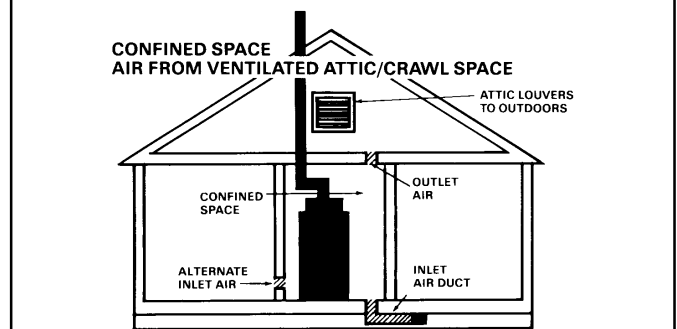 CONFINED SPACE
AIR FROM VENTILATED ATTIC/CRAWL SPACE
ATTIC LOUVERS
TO OUTDOORS
OUTLET
AIR
CONFINED
SPACE
ALTERNATE
INLET AIR
INLET
AIR DUCT